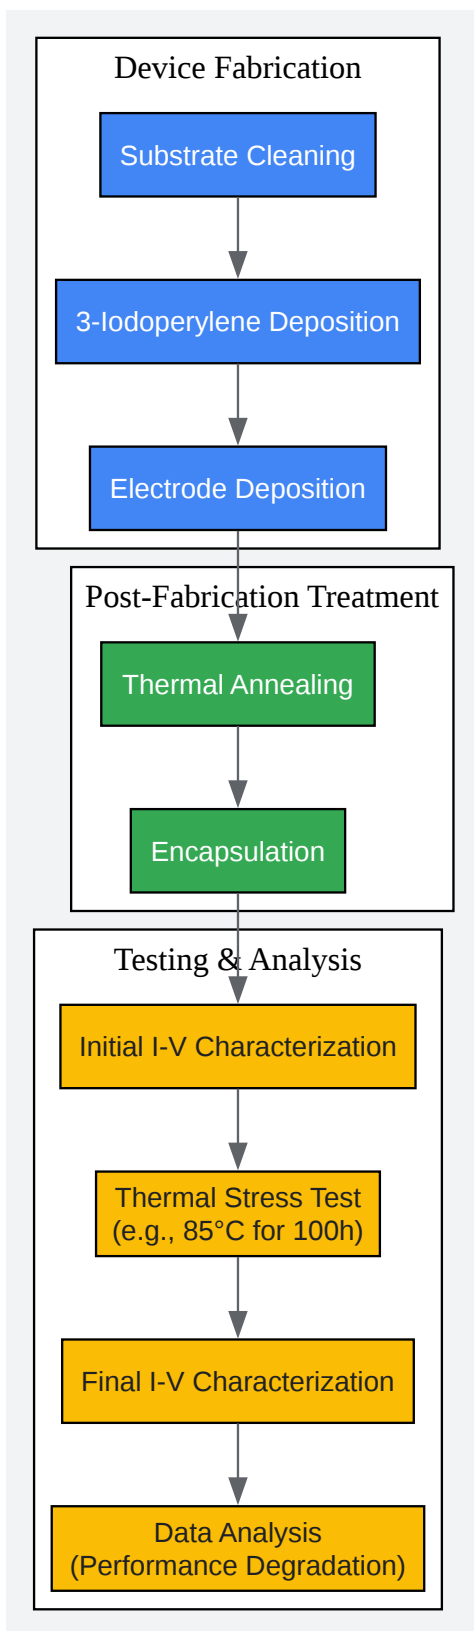 Device Fabrication
Substrate Cleaning
3-Iodoperylene Deposition
Electrode Deposition
Post-Fabrication Treatment
Thermal Annealing
Encapsulation
Testing & Analysis
Initial I-V Characterization
Thermal Stress Test
(e.g., 85°C for 100h)
Final I-V Characterization
Data Analysis
(Performance Degradation)